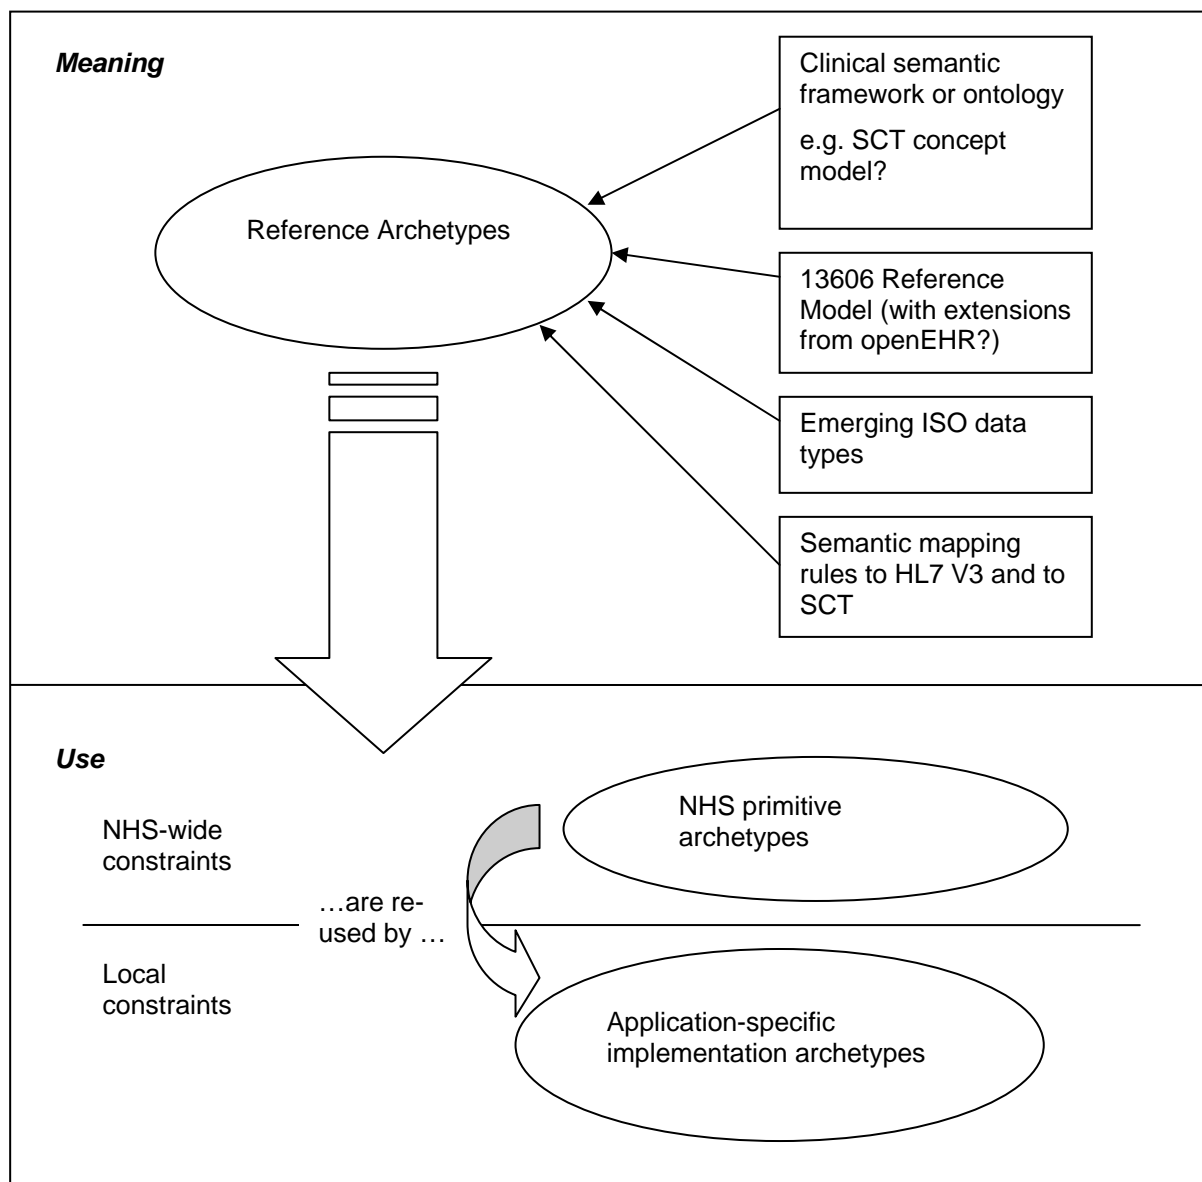 Meaning
Clinical semantic
framework or ontology
e.g. SCT concept
model?
Reference Archetypes
13606 Reference
Model (with extensions
from openEHR?)
Emerging ISO data
types
Semantic mapping
rules to HL7 V3 and to
SCT
Use
NHS-wide
constraints
NHS primitive
archetypes
…are re-
used by …
Local
constraints
Application-specific
implementation archetypes